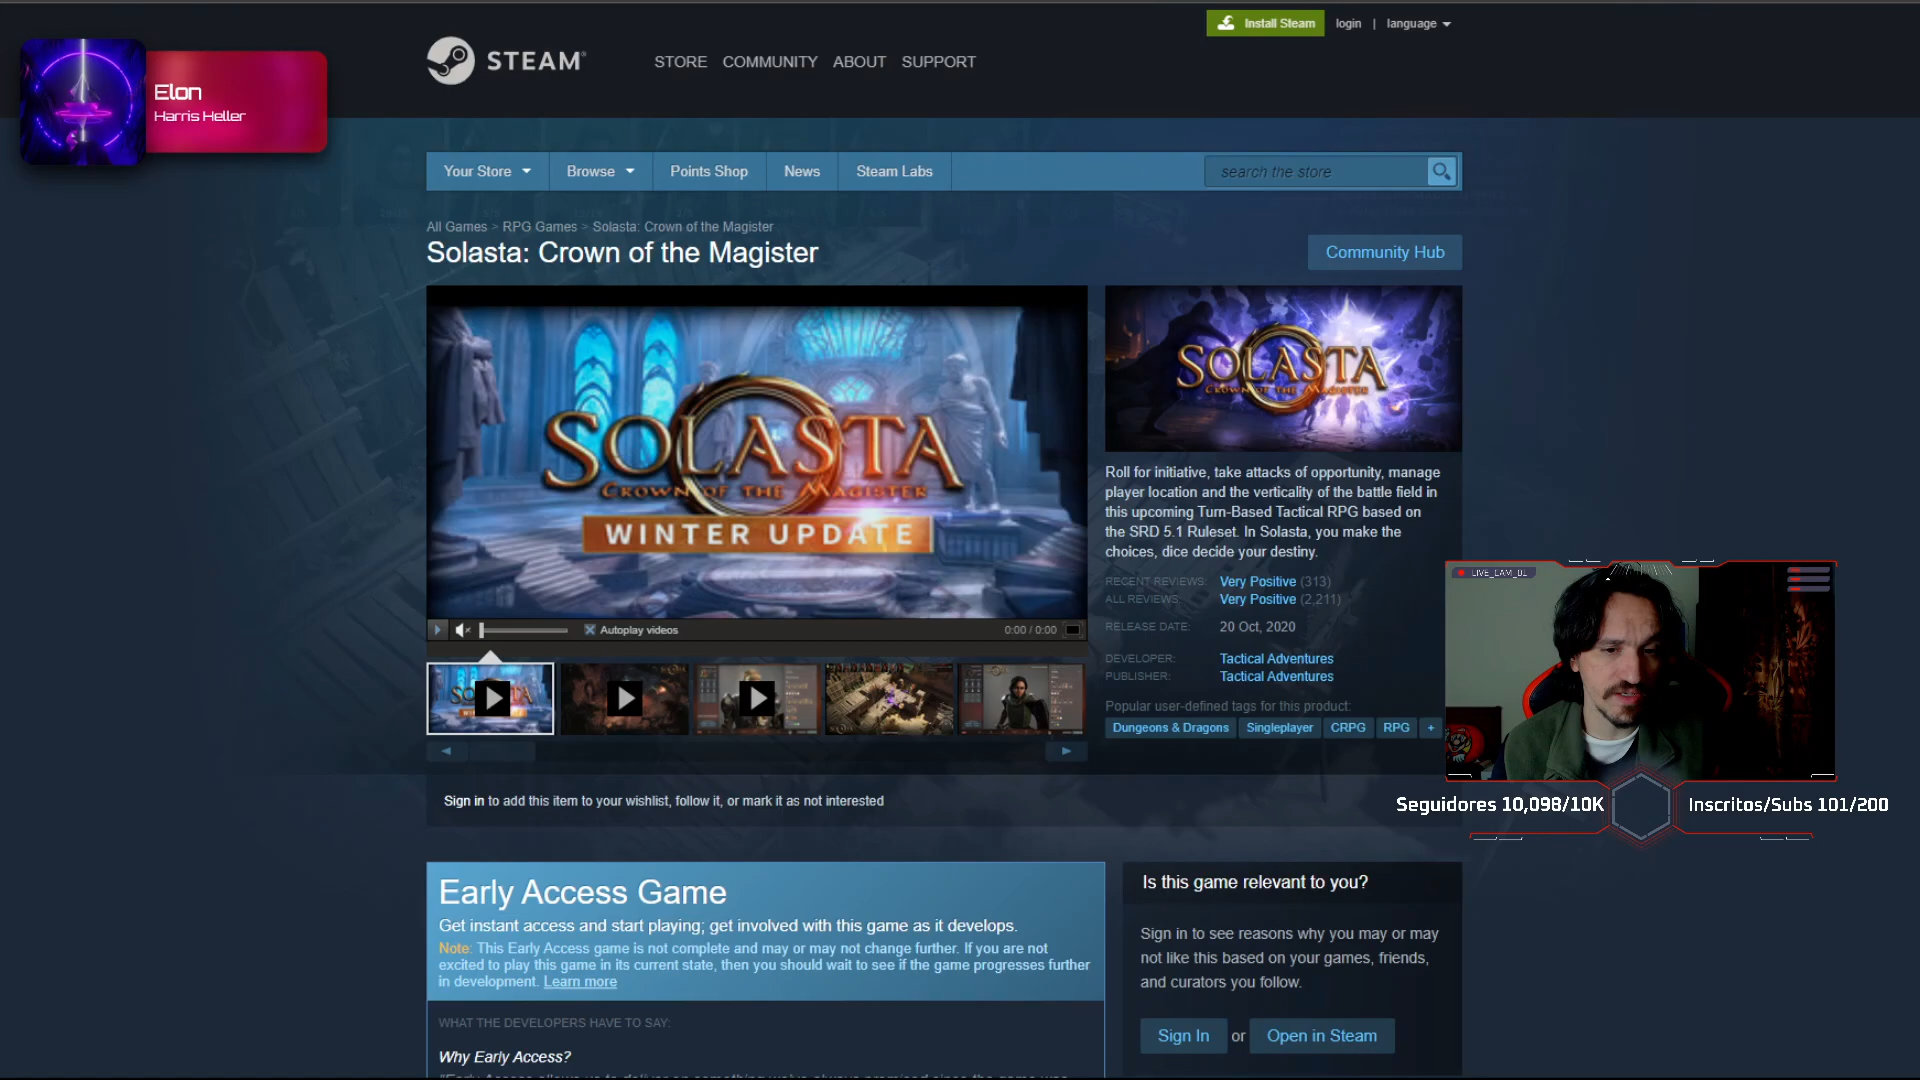 Install Steam
login | language
STEAM
STORE COMMUNITY ABOUT SUPPORT
Elon
Harris Heller
Your Store
Browse
Points Shop
News
Steam Labs
search the store
All Games > RPG Games > Solasta: Crown of the Magister
Solasta: Crown of the Magister
Community Hub
SOLASTA
CROWN OF THE MAGISTER
WINTER UPDATE
Autoplay videos
0:00 / 0:00
SOLASTA
CROWN OF THE MAGISTER
Roll for initiative, take attacks of opportunity, manage
player location and the verticality of the battle field in
this upcoming Turn-Based Tactical RPG based on
the SRD 5.1 Ruleset. In Solasta, you make the
choices, dice decide your destiny.
RECENT REVIEWS: Very Positive (313)
ALL REVIEWS: Very Positive (2,211)
RELEASE DATE: 20 Oct, 2020
DEVELOPER: Tactical Adventures
PUBLISHER: Tactical Adventures
Popular user-defined tags for this product:
Dungeons & Dragons Singleplayer CRPG RPG +
LIVE_CAM_01
Seguidores 10,098/10K
Inscritos/Subs 101/200
Sign in to add this item to your wishlist, follow it, or mark it as not interested
Early Access Game
Get instant access and start playing; get involved with this game as it develops.
Note: This Early Access game is not complete and may or may not change further. If you are not
excited to play this game in its current state, then you should wait to see if the game progresses further
in development. Learn more
WHAT THE DEVELOPERS HAVE TO SAY:
Why Early Access?
Is this game relevant to you?
Sign in to see reasons why you may or may
not like this based on your games, friends,
and curators you follow.
Sign In or Open in Steam